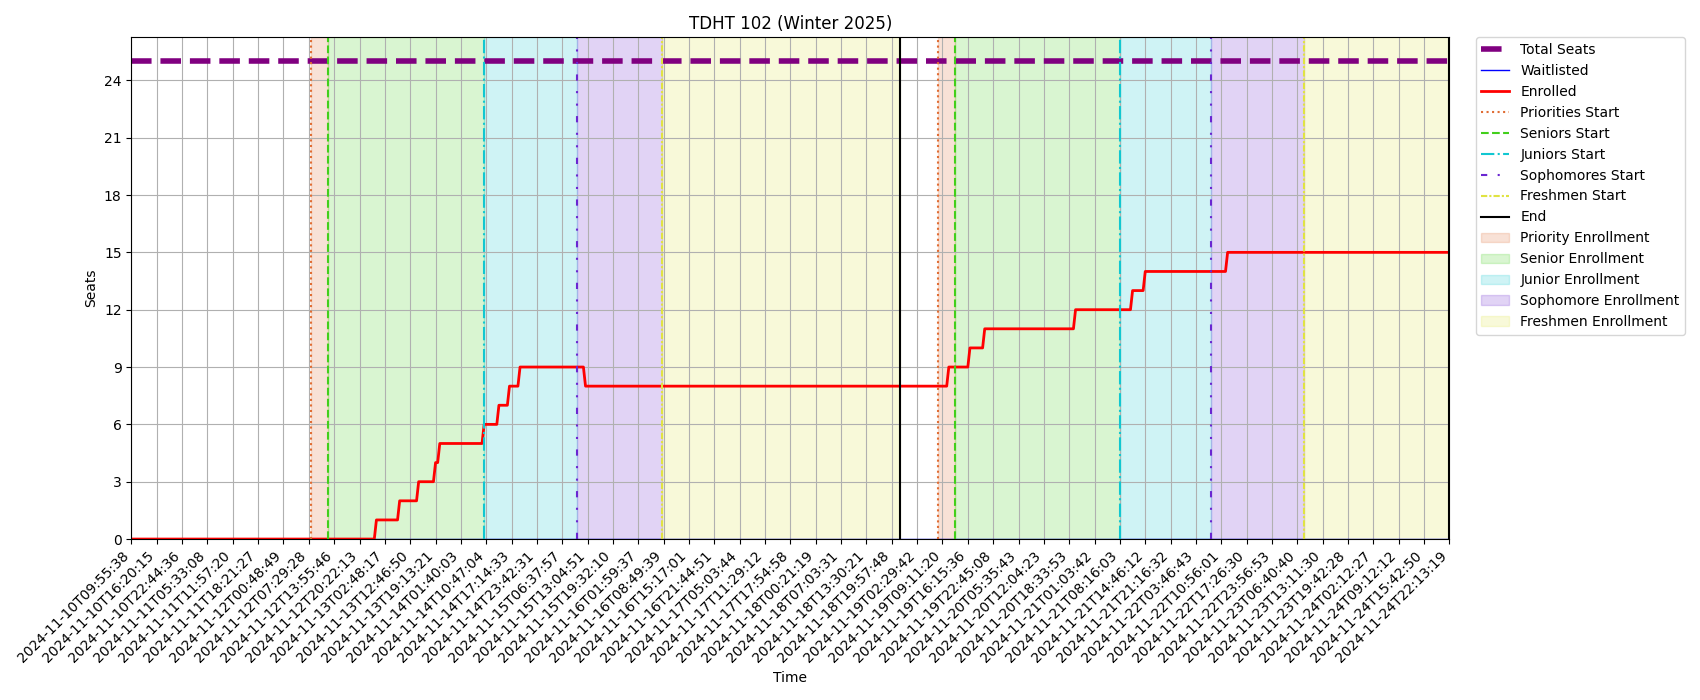 TDHT 102 (Winter 2025)
Total Seats
Waitlisted
Enrolled
Priorities Start
Seniors Start
Juniors Start
Sophomores Start
Freshmen Start
End
Priority Enrollment
Senior Enrollment
Junior Enrollment
Sophomore Enrollment
Freshmen Enrollment
Seats
24
21
18
15
12
9
6
3
0
2024-11-10T09:55:38
2024-11-10T16:20:15
2024-11-10T22:44:36
2024-11-11T05:33:08
2024-11-11T11:57:20
2024-11-11T18:21:27
2024-11-12T00:48:49
2024-11-12T07:29:28
2024-11-12T13:55:46
2024-11-12T20:22:13
2024-11-13T02:48:17
2024-11-13T12:46:50
2024-11-13T19:13:21
2024-11-14T01:40:03
2024-11-14T10:47:04
2024-11-14T17:14:33
2024-11-14T23:42:31
2024-11-15T06:37:57
2024-11-15T13:04:51
2024-11-15T19:32:10
2024-11-16T01:59:37
2024-11-16T08:49:39
2024-11-16T15:17:01
2024-11-16T21:44:51
2024-11-17T05:03:44
2024-11-17T11:29:12
2024-11-17T17:54:58
2024-11-18T00:21:19
2024-11-18T07:03:31
2024-11-18T13:30:21
2024-11-18T19:57:48
2024-11-19T02:29:42
2024-11-19T09:11:20
2024-11-19T16:15:36
2024-11-19T22:45:08
2024-11-20T05:35:43
2024-11-20T12:04:23
2024-11-20T18:33:53
2024-11-21T01:03:42
2024-11-21T08:16:03
2024-11-21T14:46:12
2024-11-21T21:16:32
2024-11-22T03:46:43
2024-11-22T10:56:01
2024-11-22T17:26:30
2024-11-22T23:56:53
2024-11-23T06:40:40
2024-11-23T13:11:30
2024-11-23T19:42:28
2024-11-24T02:12:27
2024-11-24T09:12:12
2024-11-24T15:42:50
2024-11-24T22:13:19
Time